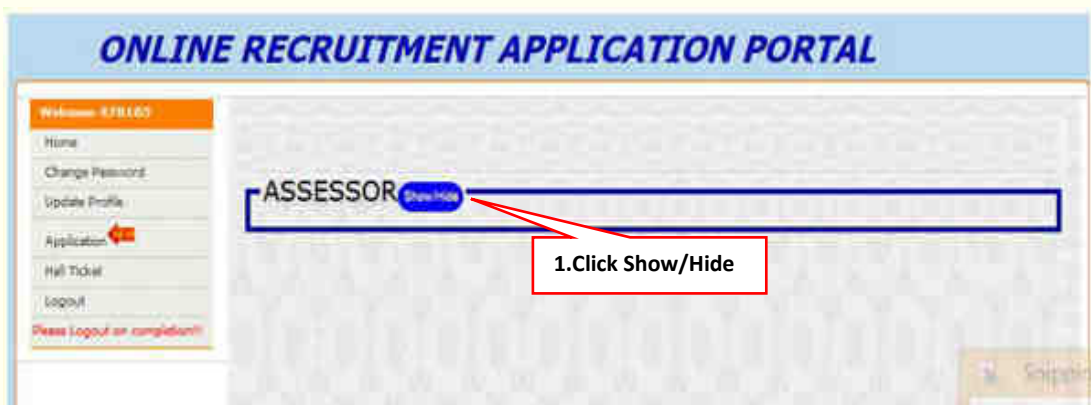 ONLINE RECRUITMENT APPLICATION PORTAL
Welcome
Home
Change Password
Update Profile
Application
Hall Ticket
Logout
Please Logout on completion!!
ASSESSOR Show/Hide
1.Click Show/Hide